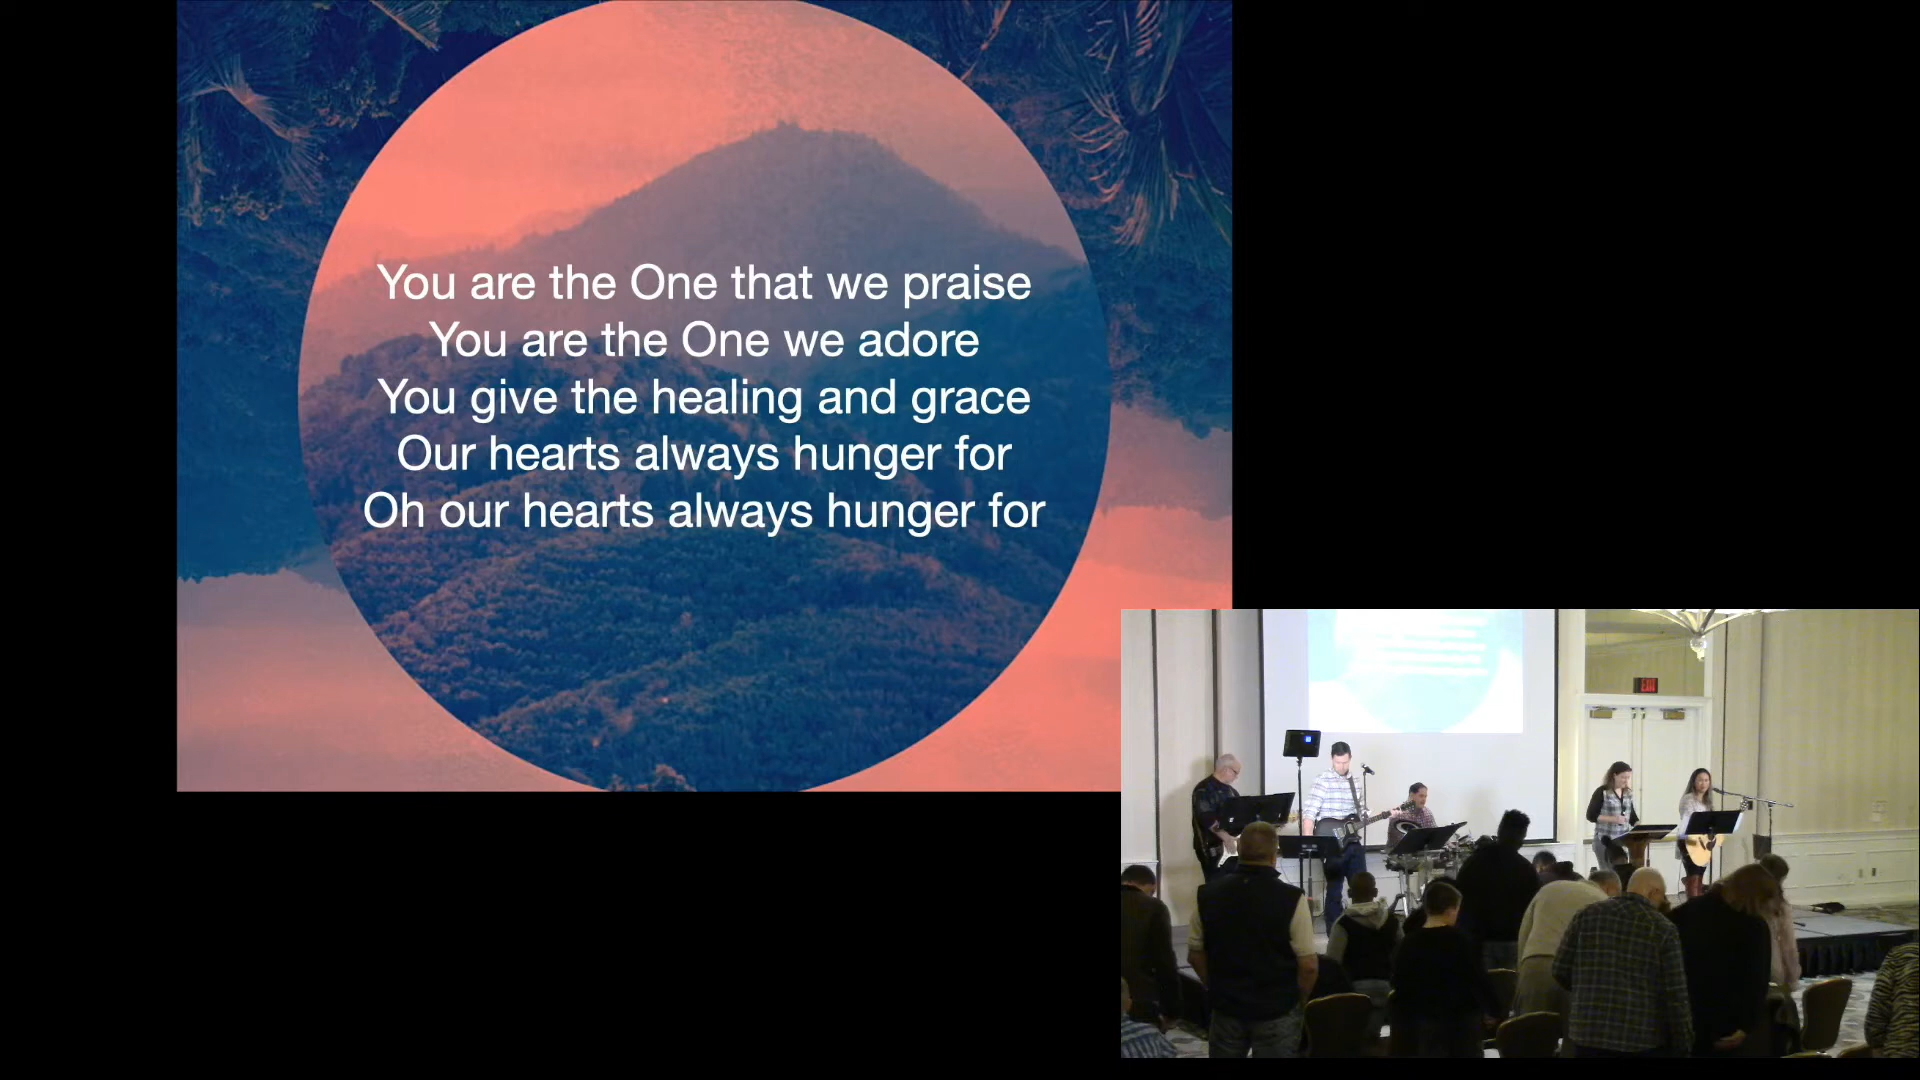 You are the One that we praise
You are the One we adore
You give the healing and grace
Our hearts always hunger for
Oh our hearts always hunger for
EXIT